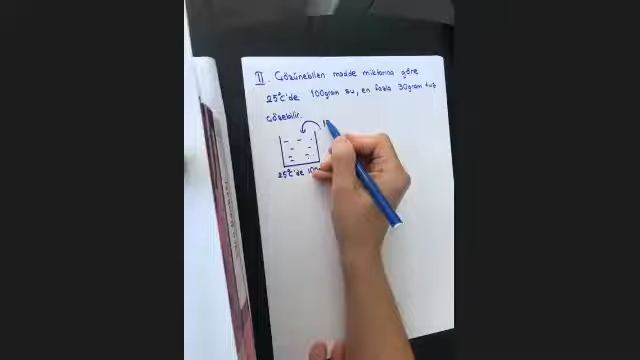 II. Çözünebilen madde miktarına göre
25°C'de 100gram su, en fazla 30gram tuz
çözebilir.
25°C'de